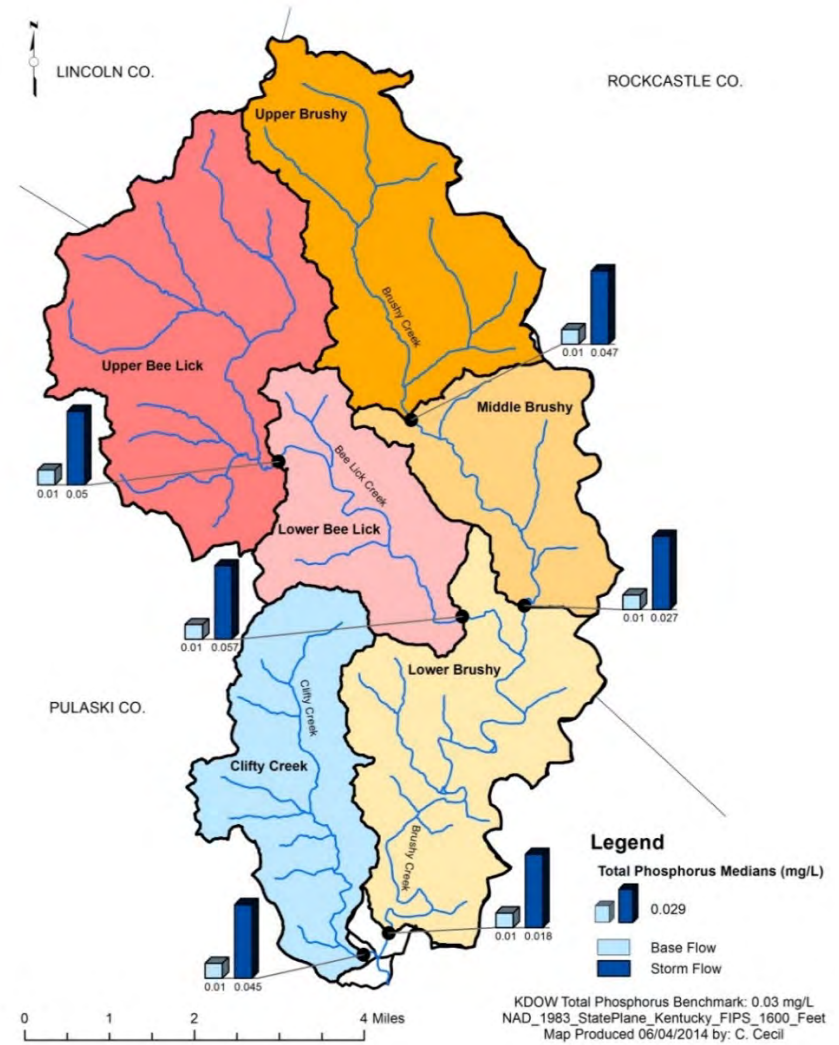 N
LINCOLN CO.
ROCKCASTLE CO.
Upper Brushy
Brushy Creek
0.01 0.047
Upper Bee Lick
Middle Brushy
0.01 0.05
Bee Lick Creek
Lower Bee Lick
0.01 0.027
0.01 0.057
Lower Brushy
PULASKI CO.
Clifty Creek
Clifty Creek
Brushy Creek
0.01 0.018
0.01 0.045
Legend
Total Phosphorus Medians (mg/L)
0.029
Base Flow
Storm Flow
0 1 2 4 Miles
KDOW Total Phosphorus Benchmark: 0.03 mg/L
NAD_1983_StatePlane_Kentucky_FIPS_1600_Feet
Map Produced 06/04/2014 by: C. Cecil